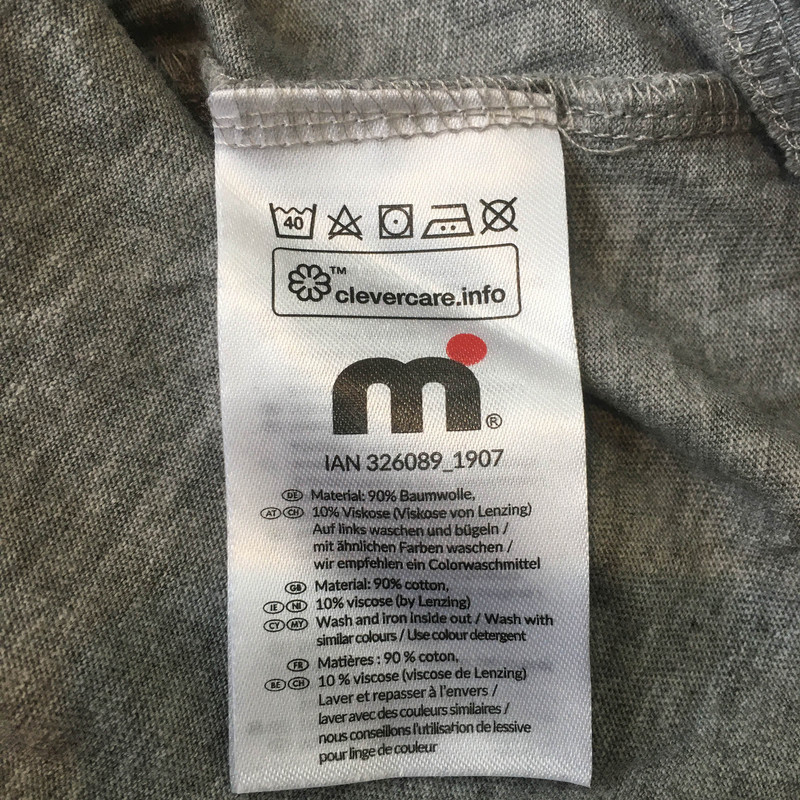 40
™
clevercare.info
m®
IAN 326089_1907
DE Material: 90% Baumwolle,
AT CH 10% Viskose (Viskose von Lenzing)
Auf links waschen und bügeln /
mit ähnlichen Farben waschen /
wir empfehlen ein Colorwaschmittel
GB Material: 90% cotton,
IE NI 10% viscose (by Lenzing)
CY MY Wash and iron inside out / Wash with
similar colours / Use colour detergent
FR Matières : 90 % coton,
BE CH 10 % viscose (viscose de Lenzing)
Laver et repasser à l'envers /
laver avec des couleurs similaires /
nous conseillons l'utilisation de lessive
pour linge de couleur